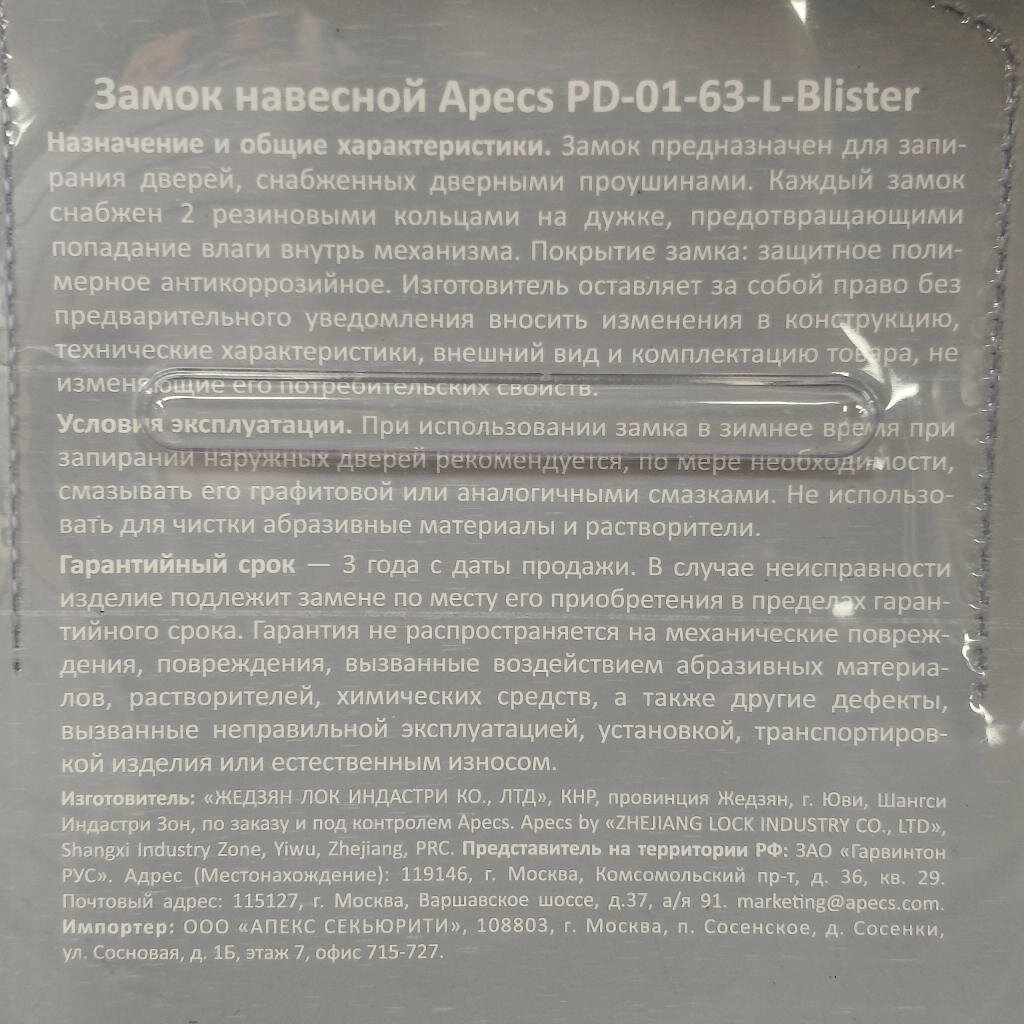 Замок навесной Apecs PD-01-63-L-Blister
Назначение и общие характеристики. Замок предназначен для запи-
рания дверей, снабженных дверными проушинами. Каждый замок
снабжен 2 резиновыми кольцами на дужке, предотвращающими
попадание влаги внутрь механизма. Покрытие замка: защитное поли-
мерное антикоррозийное. Изготовитель оставляет за собой право без
предварительного уведомления вносить изменения в конструкцию,
технические характеристики, внешний вид и комплектацию товара, не
изменяющие его потребительских свойств.
Условия эксплуатации. При использовании замка в зимнее время при
запирании наружных дверей рекомендуется, по мере необходимости,
смазывать его графитовой или аналогичными смазками. Не использо-
вать для чистки абразивные материалы и растворители.
Гарантийный срок — 3 года с даты продажи. В случае неисправности
изделие подлежит замене по месту его приобретения в пределах гаран-
тийного срока. Гарантия не распространяется на механические повреж-
дения, повреждения, вызванные воздействием абразивных материа-
лов, растворителей, химических средств, а также другие дефекты,
вызванные неправильной эксплуатацией, установкой, транспортиров-
кой изделия или естественным износом.
Изготовитель: «ЖЕДЗЯН ЛОК ИНДАСТРИ КО., ЛТД», КНР, провинция Жедзян, г. Юви, Шангси
Индастри Зон, по заказу и под контролем Apecs. Apecs by «ZHEJIANG LOCK INDUSTRY CO., LTD»,
Shangxi Industry Zone, Yiwu, Zhejiang, PRC. Представитель на территории РФ: ЗАО «Гарвинтон
РУС». Адрес (Местонахождение): 119146, г. Москва, Комсомольский пр-т, д. 36, кв. 29.
Почтовый адрес: 115127, г. Москва, Варшавское шоссе, д.37, а/я 91. marketing@apecs.com.
Импортер: ООО «АПЕКС СЕКЬЮРИТИ», 108803, г. Москва, п. Сосенское, д. Сосенки,
ул. Сосновая, д. 1Б, этаж 7, офис 715-727.